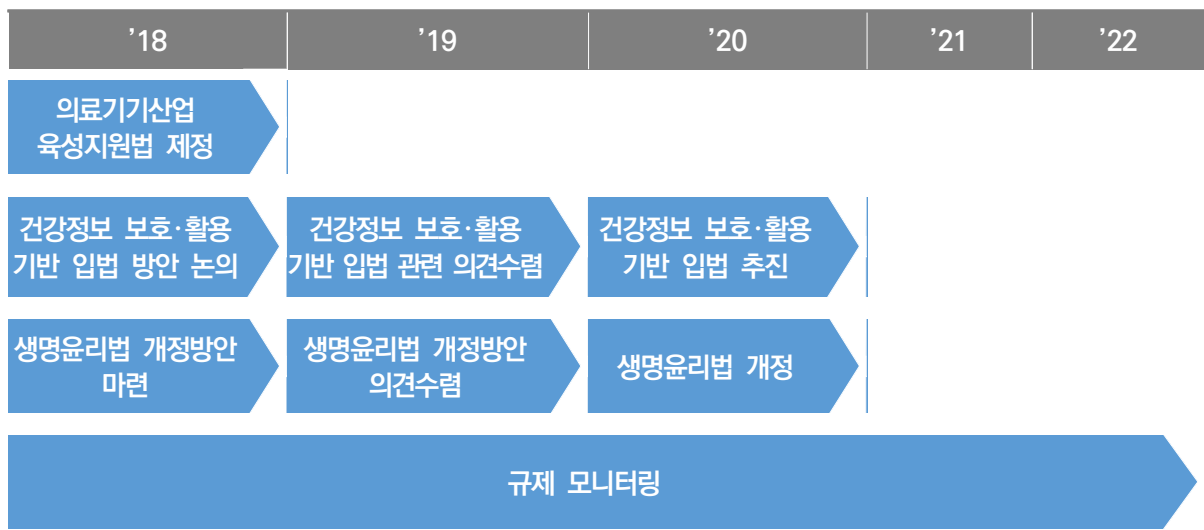 ’18 ’19 ’20 ’21 ’22
의료기기산업
육성지원법 제정
건강정보 보호·활용
기반 입법 방안 논의
건강정보 보호·활용
기반 입법 관련 의견수렴
건강정보 보호·활용
기반 입법 추진
생명윤리법 개정방안
마련
생명윤리법 개정방안
의견수렴
생명윤리법 개정
규제 모니터링